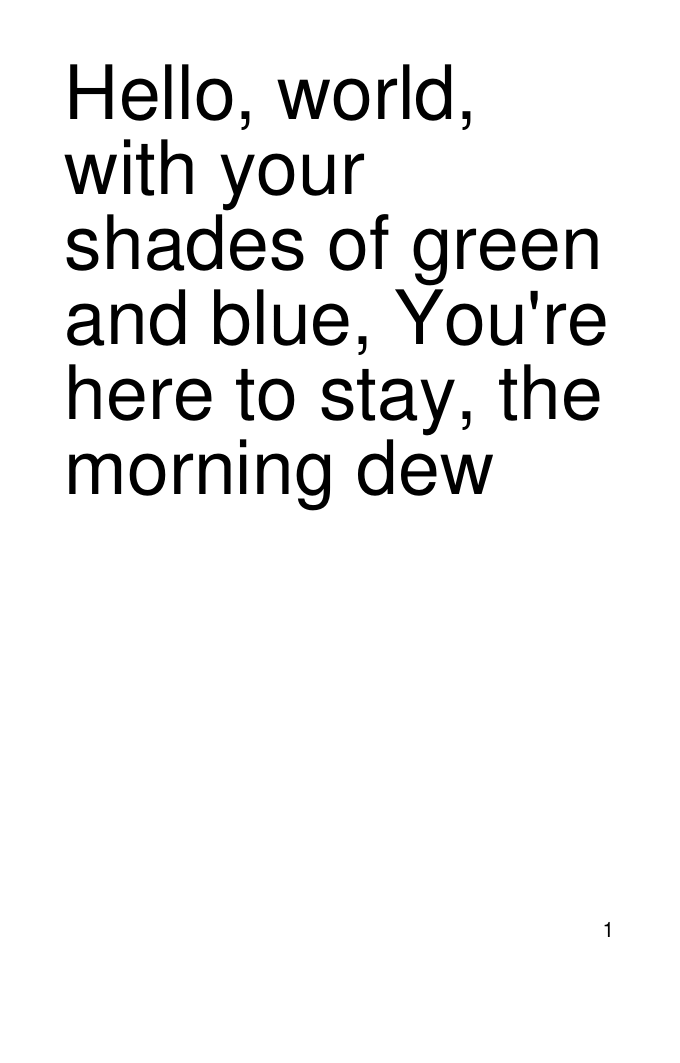 Hello, world,
with your
shades of green
and blue, You're
here to stay, the
morning dew
1